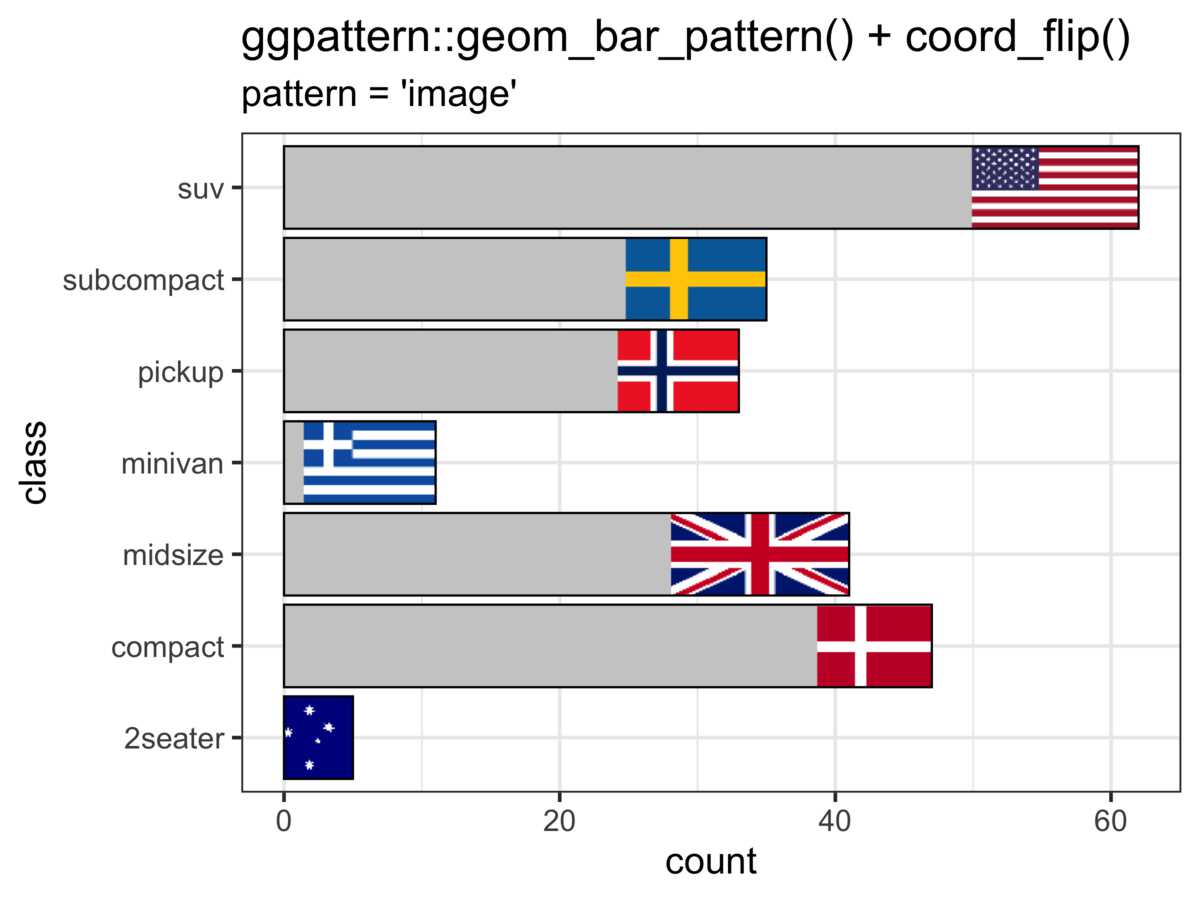 ggpattern::geom_bar_pattern() + coord_flip()
pattern = 'image'
suv
subcompact
pickup
minivan
midsize
compact
2seater
class
0 20 40 60
count